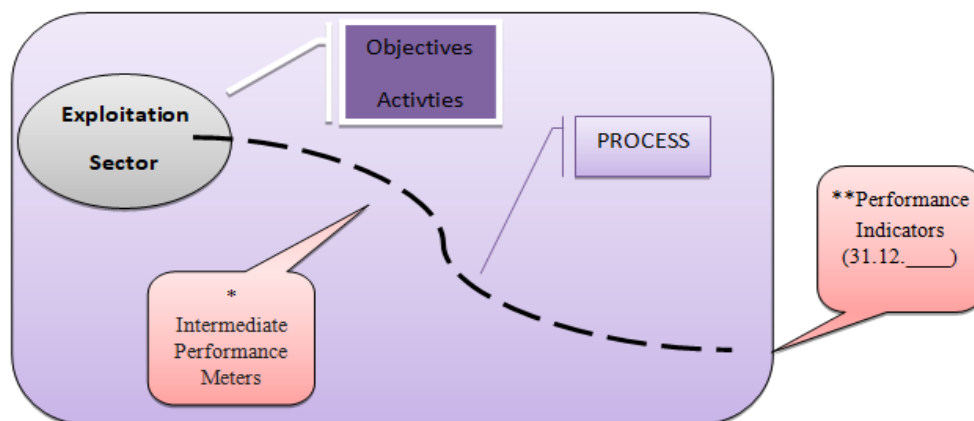 Objectives
Activties
Exploitation
Sector
PROCESS
**Performance
Indicators
(31.12.____)
*
Intermediate
Performance
Meters